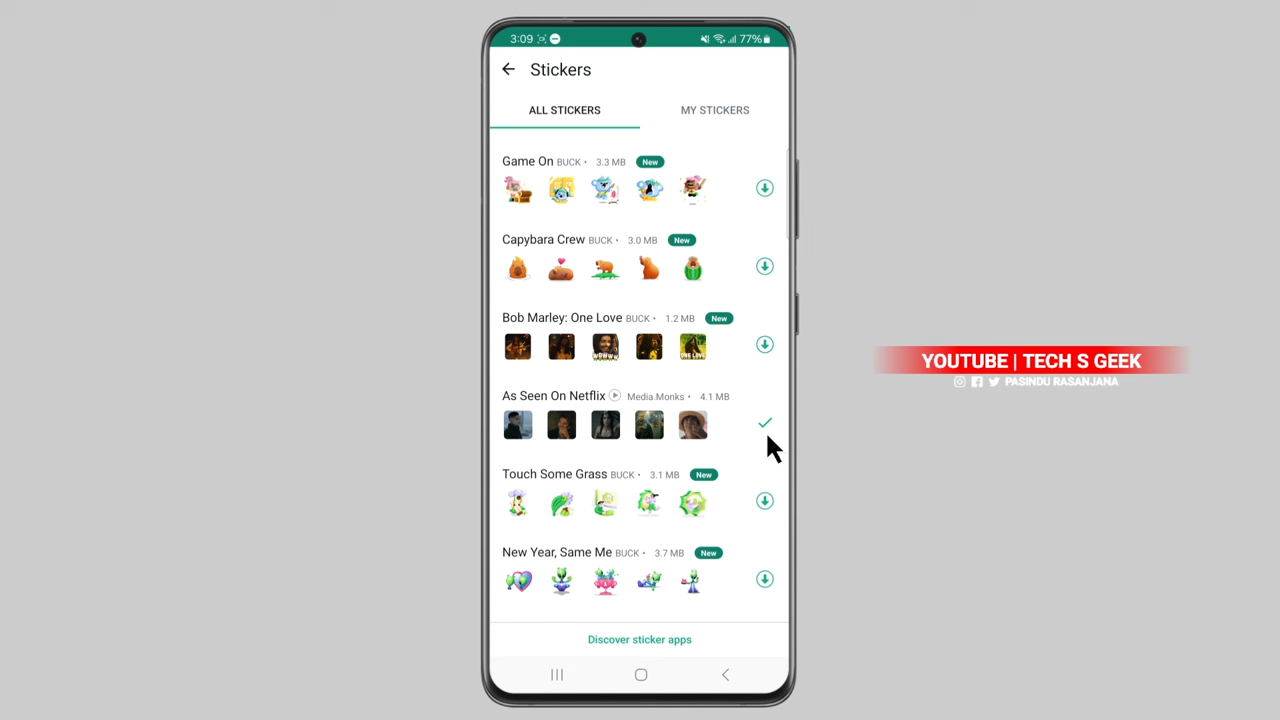 3:09 77%
Stickers
ALL STICKERS MY STICKERS
Game On BUCK • 3.3 MB New
Capybara Crew BUCK • 3.0 MB New
Bob Marley: One Love BUCK • 1.2 MB New
WOWWW ONE LOVE
As Seen On Netflix Media.Monks • 4.1 MB
Touch Some Grass BUCK • 3.1 MB New
New Year, Same Me BUCK • 3.7 MB New
Discover sticker apps
YOUTUBE | TECH S GEEK
PASINDU RASANJANA